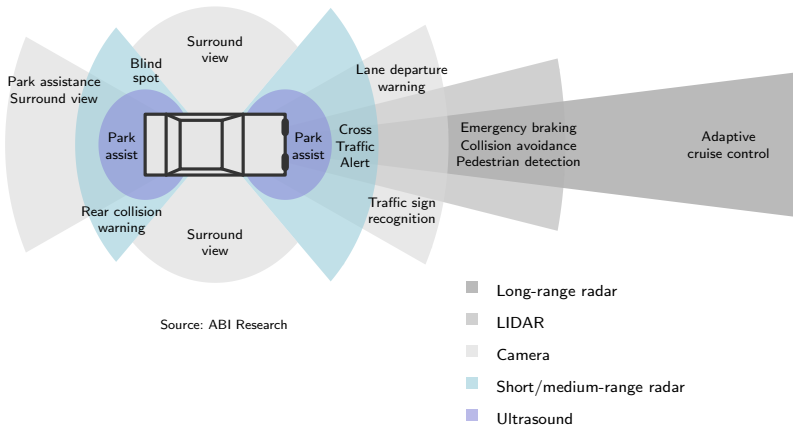 Surround
view
Blind
spot
Park assistance
Surround view
Lane departure
warning
Park
assist
Park
assist
Cross
Traffic
Alert
Emergency braking
Collision avoidance
Pedestrian detection
Adaptive
cruise control
Rear collision
warning
Surround
view
Traffic sign
recognition
Source: ABI Research
Long-range radar
LIDAR
Camera
Short/medium-range radar
Ultrasound